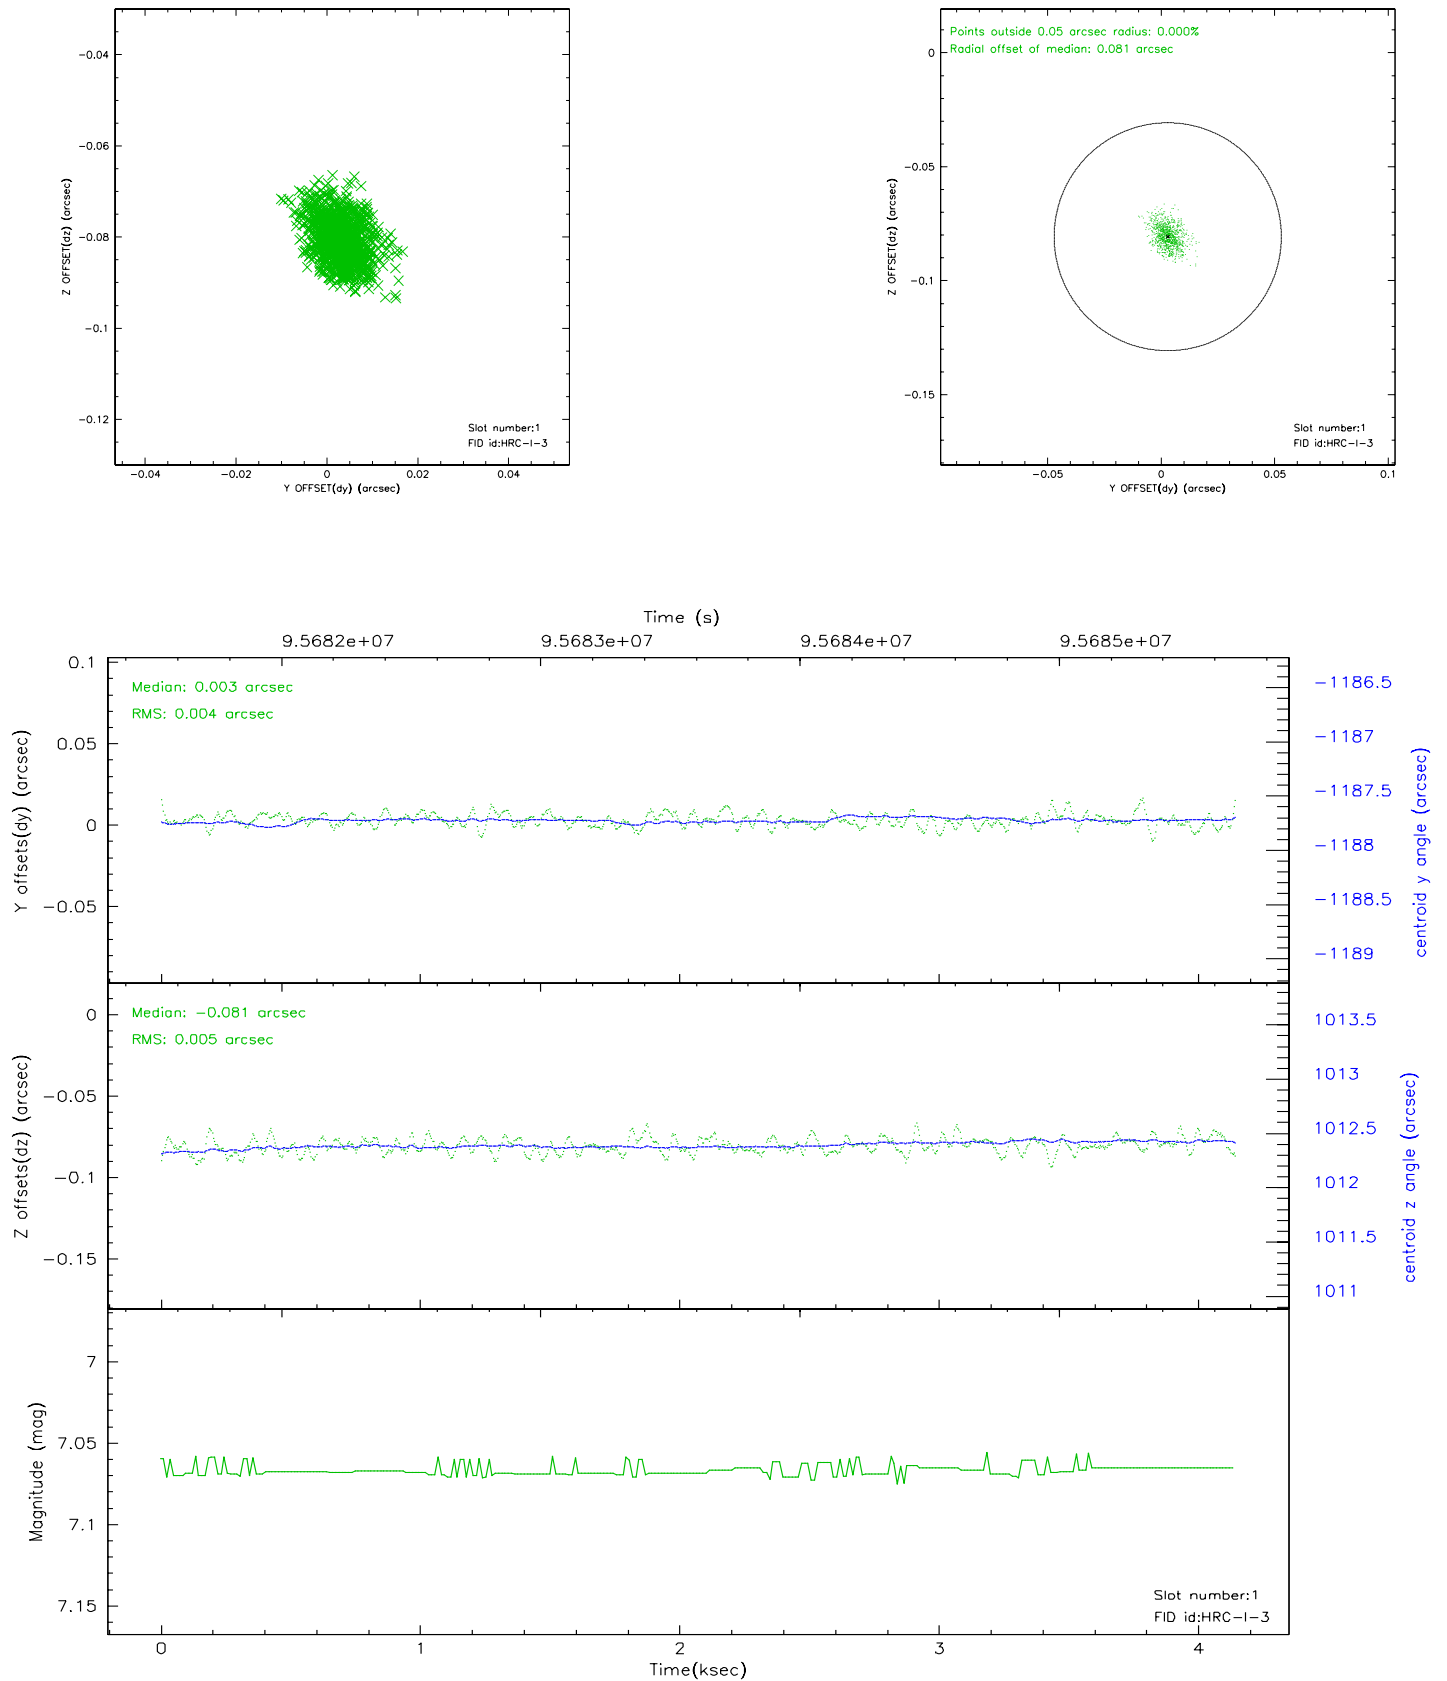 -0.04
-0.06
-0.08
-0.1
-0.12
Z OFFSET(dz) (arcsec)
Slot number:1
FID id:HRC-I-3
-0.04 -0.02 0 0.02 0.04
Y OFFSET(dy) (arcsec)
Points outside 0.05 arcsec radius: 0.000%
Radial offset of median: 0.081 arcsec
0
-0.05
-0.1
-0.15
Z OFFSET(dz) (arcsec)
Slot number:1
FID id:HRC-I-3
-0.05 0 0.05 0.1
Y OFFSET(dy) (arcsec)
Time (s)
9.5682e+07 9.5683e+07 9.5684e+07 9.5685e+07
Median: 0.003 arcsec
RMS: 0.004 arcsec
0.1
0.05
0
-0.05
Y offsets(dy) (arcsec)
-1186.5
-1187
-1187.5
-1188
-1188.5
-1189
centroid y angle (arcsec)
Median: -0.081 arcsec
RMS: 0.005 arcsec
0
-0.05
-0.1
-0.15
Z offsets(dz) (arcsec)
1013.5
1013
1012.5
1012
1011.5
1011
centroid z angle (arcsec)
7
7.05
7.1
7.15
Magnitude (mag)
Slot number:1
FID id:HRC-I-3
0 1 2 3 4
Time(ksec)